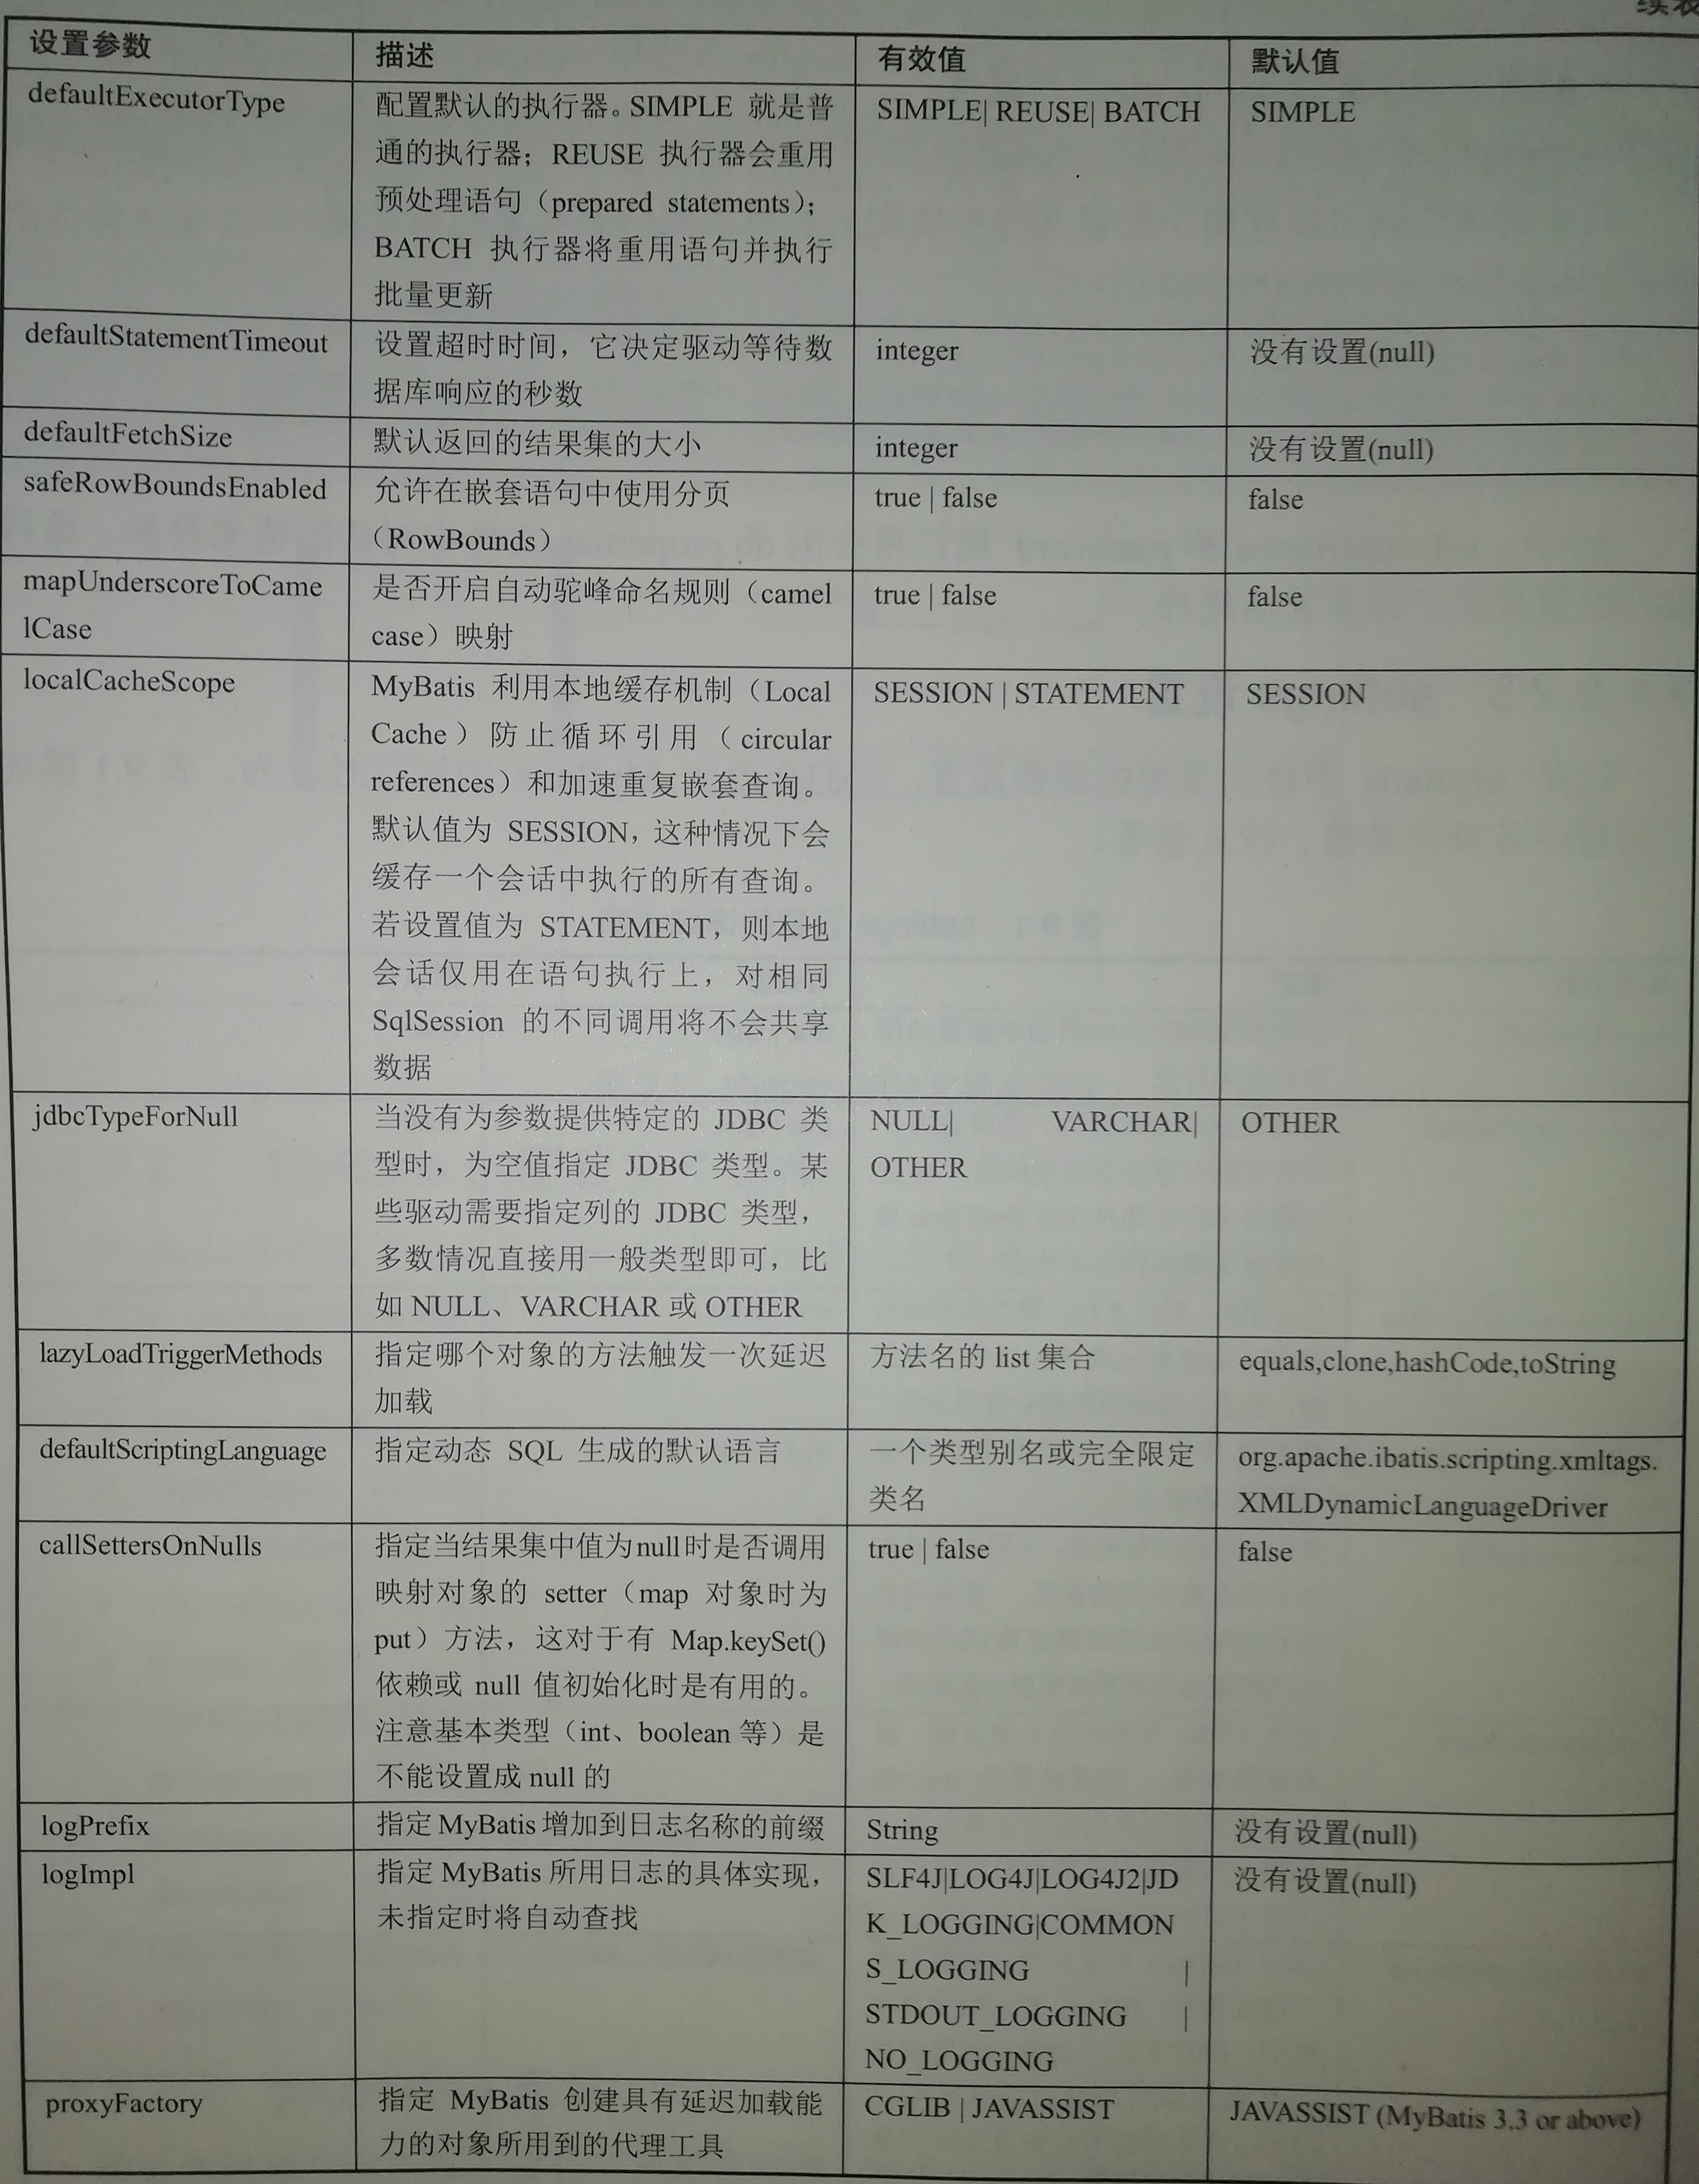 续表
设置参数
描述
有效值
默认值
defaultExecutorType
配置默认的执行器。SIMPLE 就是普
通的执行器；REUSE 执行器会重用
预处理语句（prepared statements）；
BATCH 执行器将重用语句并执行
批量更新
SIMPLE| REUSE| BATCH
SIMPLE
defaultStatementTimeout
设置超时时间，它决定驱动等待数
据库响应的秒数
integer
没有设置(null)
defaultFetchSize
默认返回的结果集的大小
integer
没有设置(null)
safeRowBoundsEnabled
允许在嵌套语句中使用分页
（RowBounds）
true | false
false
mapUnderscoreToCame
lCase
是否开启自动驼峰命名规则（camel
case）映射
true | false
false
localCacheScope
MyBatis 利用本地缓存机制（Local
Cache）防止循环引用（circular
references）和加速重复嵌套查询。
默认值为 SESSION，这种情况下会
缓存一个会话中执行的所有查询。
若设置值为 STATEMENT，则本地
会话仅用在语句执行上，对相同
SqlSession 的不同调用将不会共享
数据
SESSION | STATEMENT
SESSION
jdbcTypeForNull
当没有为参数提供特定的 JDBC 类
型时，为空值指定 JDBC 类型。某
些驱动需要指定列的 JDBC 类型，
多数情况直接用一般类型即可，比
如 NULL、VARCHAR 或 OTHER
NULL| VARCHAR|
OTHER
OTHER
lazyLoadTriggerMethods
指定哪个对象的方法触发一次延迟
加载
方法名的 list 集合
equals,clone,hashCode,toString
defaultScriptingLanguage
指定动态 SQL 生成的默认语言
一个类型别名或完全限定
类名
org.apache.ibatis.scripting.xmltags.
XMLDynamicLanguageDriver
callSettersOnNulls
指定当结果集中值为null时是否调用
映射对象的 setter（map 对象时为
put）方法，这对于有 Map.keySet()
依赖或 null 值初始化时是有用的。
注意基本类型（int、boolean 等）是
不能设置成 null 的
true | false
false
logPrefix
指定 MyBatis 增加到日志名称的前缀
String
没有设置(null)
logImpl
指定 MyBatis 所用日志的具体实现，
未指定时将自动查找
SLF4J|LOG4J|LOG4J2|JD
K_LOGGING|COMMON
S_LOGGING |
STDOUT_LOGGING |
NO_LOGGING
没有设置(null)
proxyFactory
指定 MyBatis 创建具有延迟加载能
力的对象所用到的代理工具
CGLIB | JAVASSIST
JAVASSIST (MyBatis 3.3 or above)